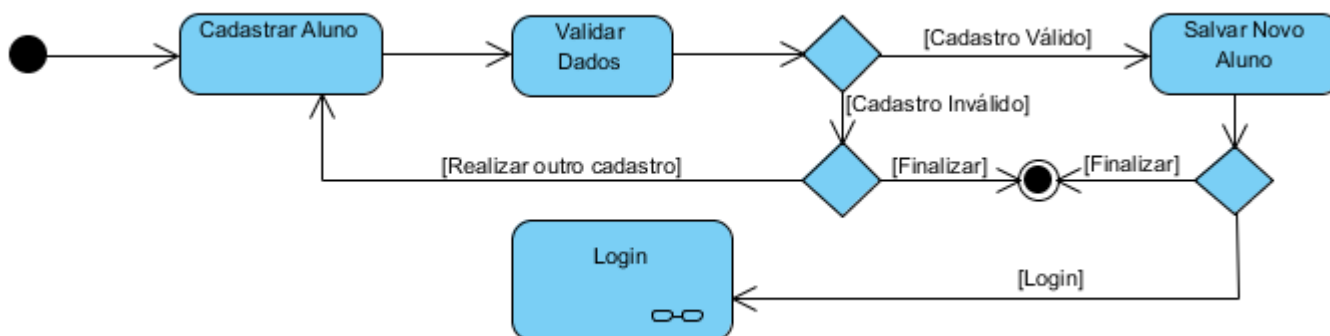 Cadastrar Aluno
Validar
Dados
[Cadastro Válido]
Salvar Novo
Aluno
[Cadastro Inválido]
[Realizar outro cadastro]
[Finalizar]
[Finalizar]
Login
[Login]